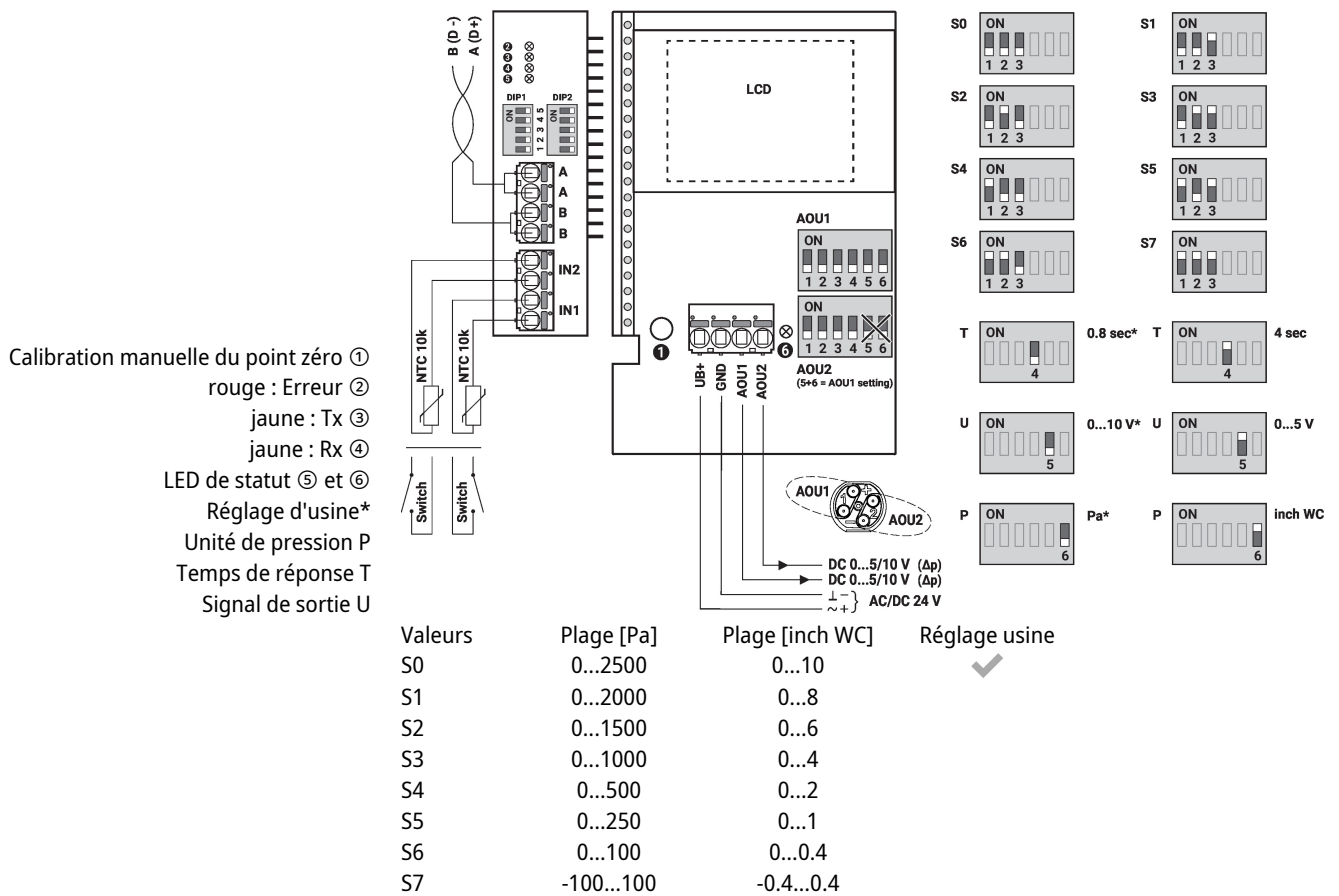 B (D -)
A (D+)
❷
❸
❹
❺
DIP1
DIP2
ON
ON
1 2 3 4 5
A
A
B
B
IN2
IN1
NTC 10k
NTC 10k
Switch
Switch
LCD
AOU1
ON
1 2 3 4 5 6
ON
1 2 3 4 5 6
AOU2
(5+6 = AOU1 setting)
❶
❻
UB+
GND
AOU1
AOU2
AOU1
1
2
AOU2
DC 0...5/10 V (Δp)
DC 0...5/10 V (Δp)
⊥ −
~ +
} AC/DC 24 V
S0 ON
1 2 3
S1 ON
1 2 3
S2 ON
1 2 3
S3 ON
1 2 3
S4 ON
1 2 3
S5 ON
1 2 3
S6 ON
1 2 3
S7 ON
1 2 3
T ON 0.8 sec*
4
T ON 4 sec
4
U ON 0...10 V*
5
U ON 0...5 V
5
P ON Pa*
6
P ON inch WC
6
Calibration manuelle du point zéro ①
rouge : Erreur ②
jaune : Tx ③
jaune : Rx ④
LED de statut ⑤ et ⑥
Réglage d'usine*
Unité de pression P
Temps de réponse T
Signal de sortie U
Valeurs Plage [Pa] Plage [inch WC] Réglage usine
S0 0...2500 0...10 ✔
S1 0...2000 0...8
S2 0...1500 0...6
S3 0...1000 0...4
S4 0...500 0...2
S5 0...250 0...1
S6 0...100 0...0.4
S7 -100...100 -0.4...0.4